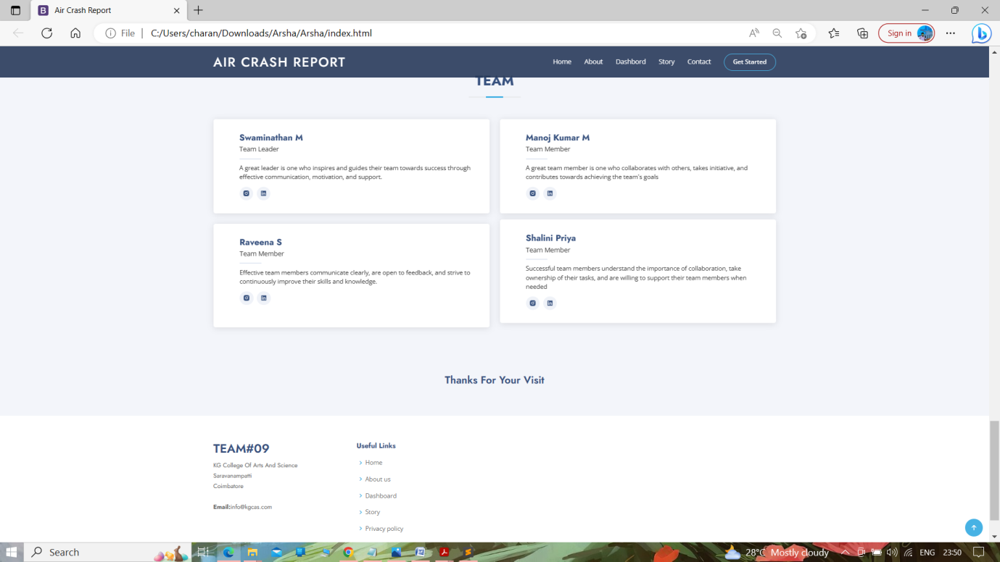 Air Crash Report
File
C:/Users/charan/Downloads/Arsha/Arsha/index.html
Sign in
AIR CRASH REPORT
Home
About
Dashbord
Story
Contact
Get Started
TEAM
Swaminathan M
Team Leader
A great leader is one who inspires and guides their team towards success through
effective communication, motivation, and support.
Manoj Kumar M
Team Member
A great team member is one who collaborates with others, takes initiative, and
contributes towards achieving the team's goals
Raveena S
Team Member
Effective team members communicate clearly, are open to feedback, and strive to
continuously improve their skills and knowledge.
Shalini Priya
Team Member
Successful team members understand the importance of collaboration, take
ownership of their tasks, and are willing to support their team members when
needed
Thanks For Your Visit
TEAM#09
KG College Of Arts And Science
Saravanampatti
Coimbatore
Email:info@kgcas.com
Useful Links
Home
About us
Dashboard
Story
Privacy policy
Search
28°C Mostly cloudy
ENG
23:50